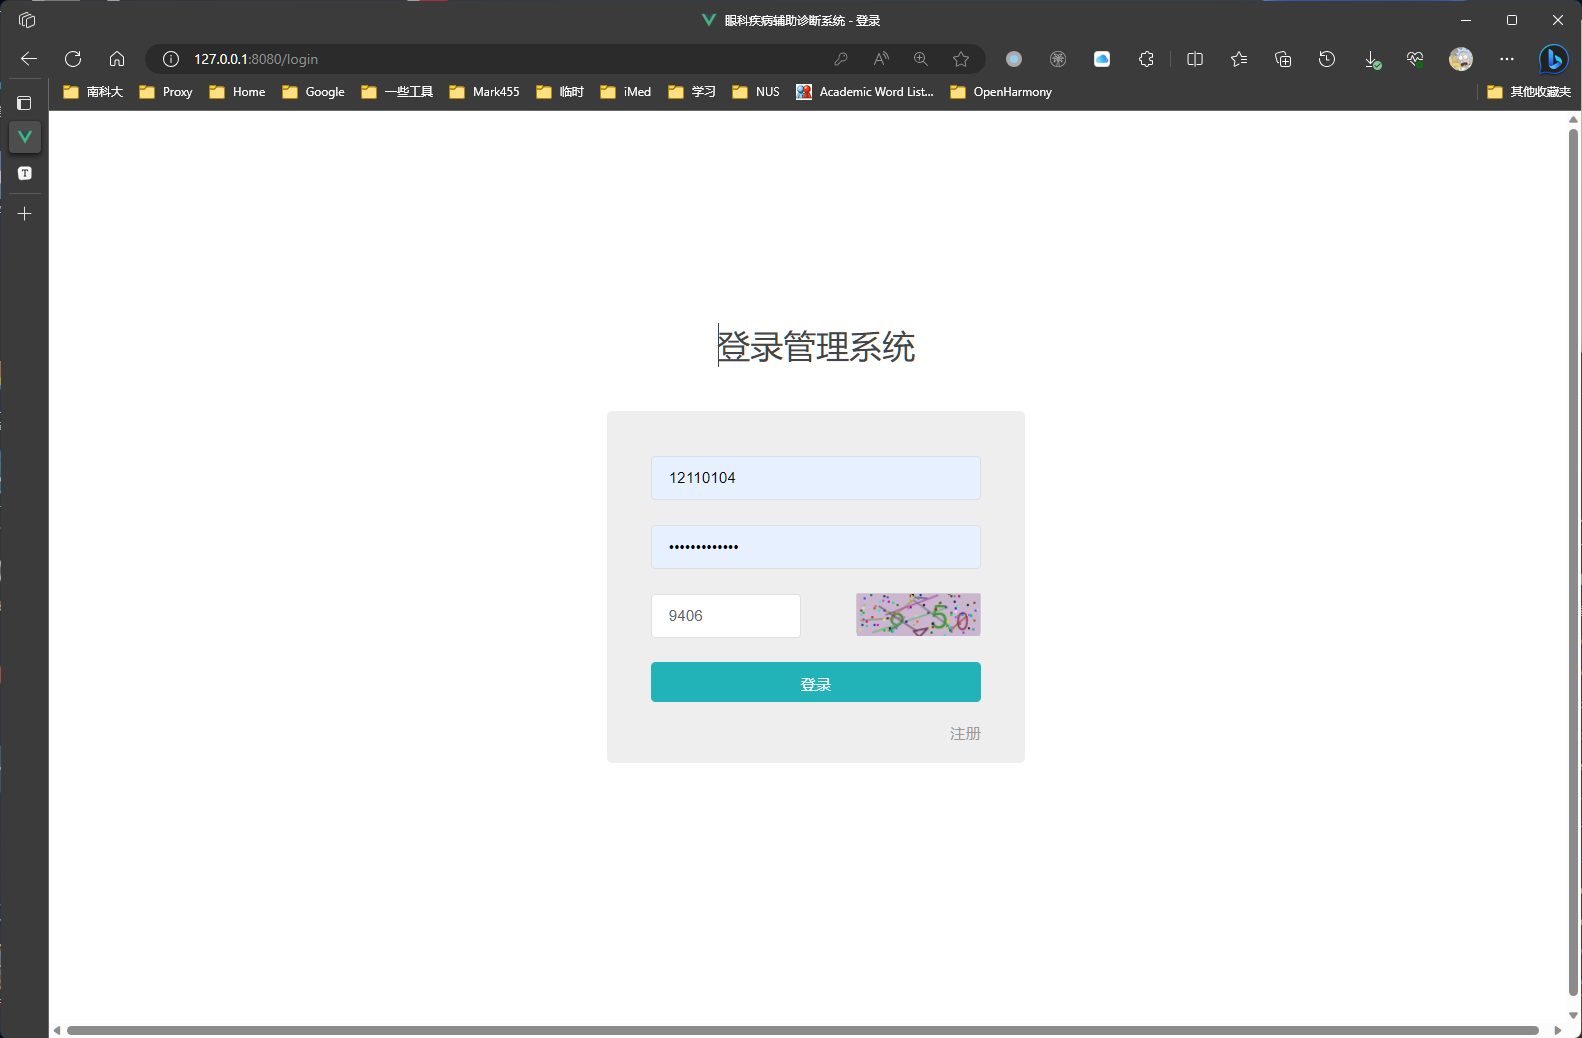 眼科疾病辅助诊断系统 - 登录
127.0.0.1:8080/login
南科大 Proxy Home Google 一些工具 Mark455 临时 iMed 学习 NUS Academic Word List... OpenHarmony 其他收藏夹
登录管理系统
12110104
•••••••••••••
9406
登录
注册